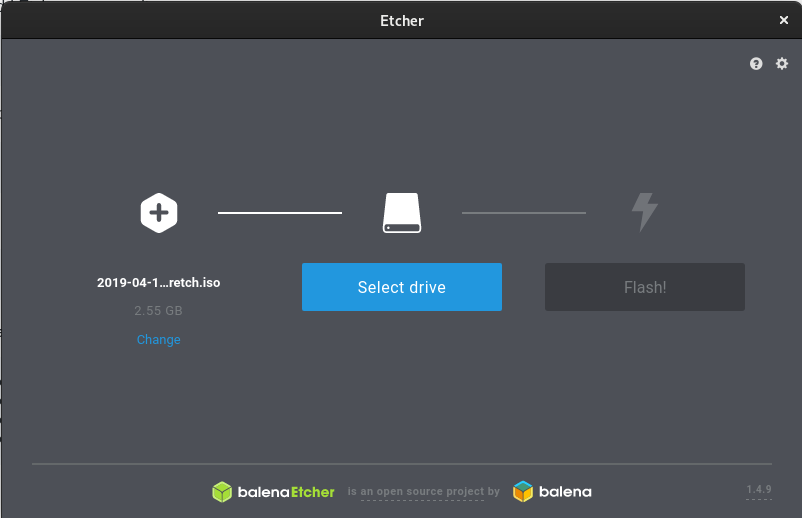 Etcher
2019-04-1...retch.iso
2.55 GB
Change
Select drive
Flash!
balenaEtcher is an open source project by balena
1.4.9